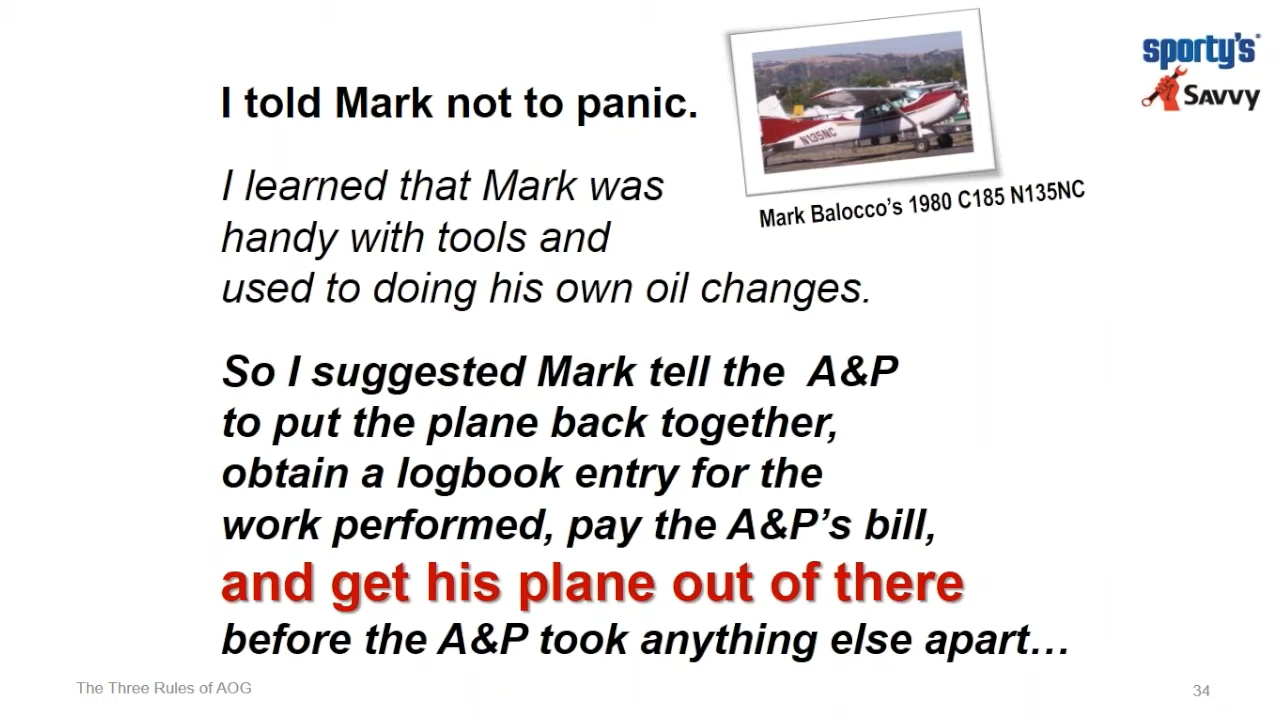 sporty's
SAVVY
I told Mark not to panic.
N135NC
Mark Balocco's 1980 C185 N135NC
I learned that Mark was
handy with tools and
used to doing his own oil changes.
So I suggested Mark tell the A&P
to put the plane back together,
obtain a logbook entry for the
work performed, pay the A&P's bill,
and get his plane out of there
before the A&P took anything else apart…
The Three Rules of AOG
34